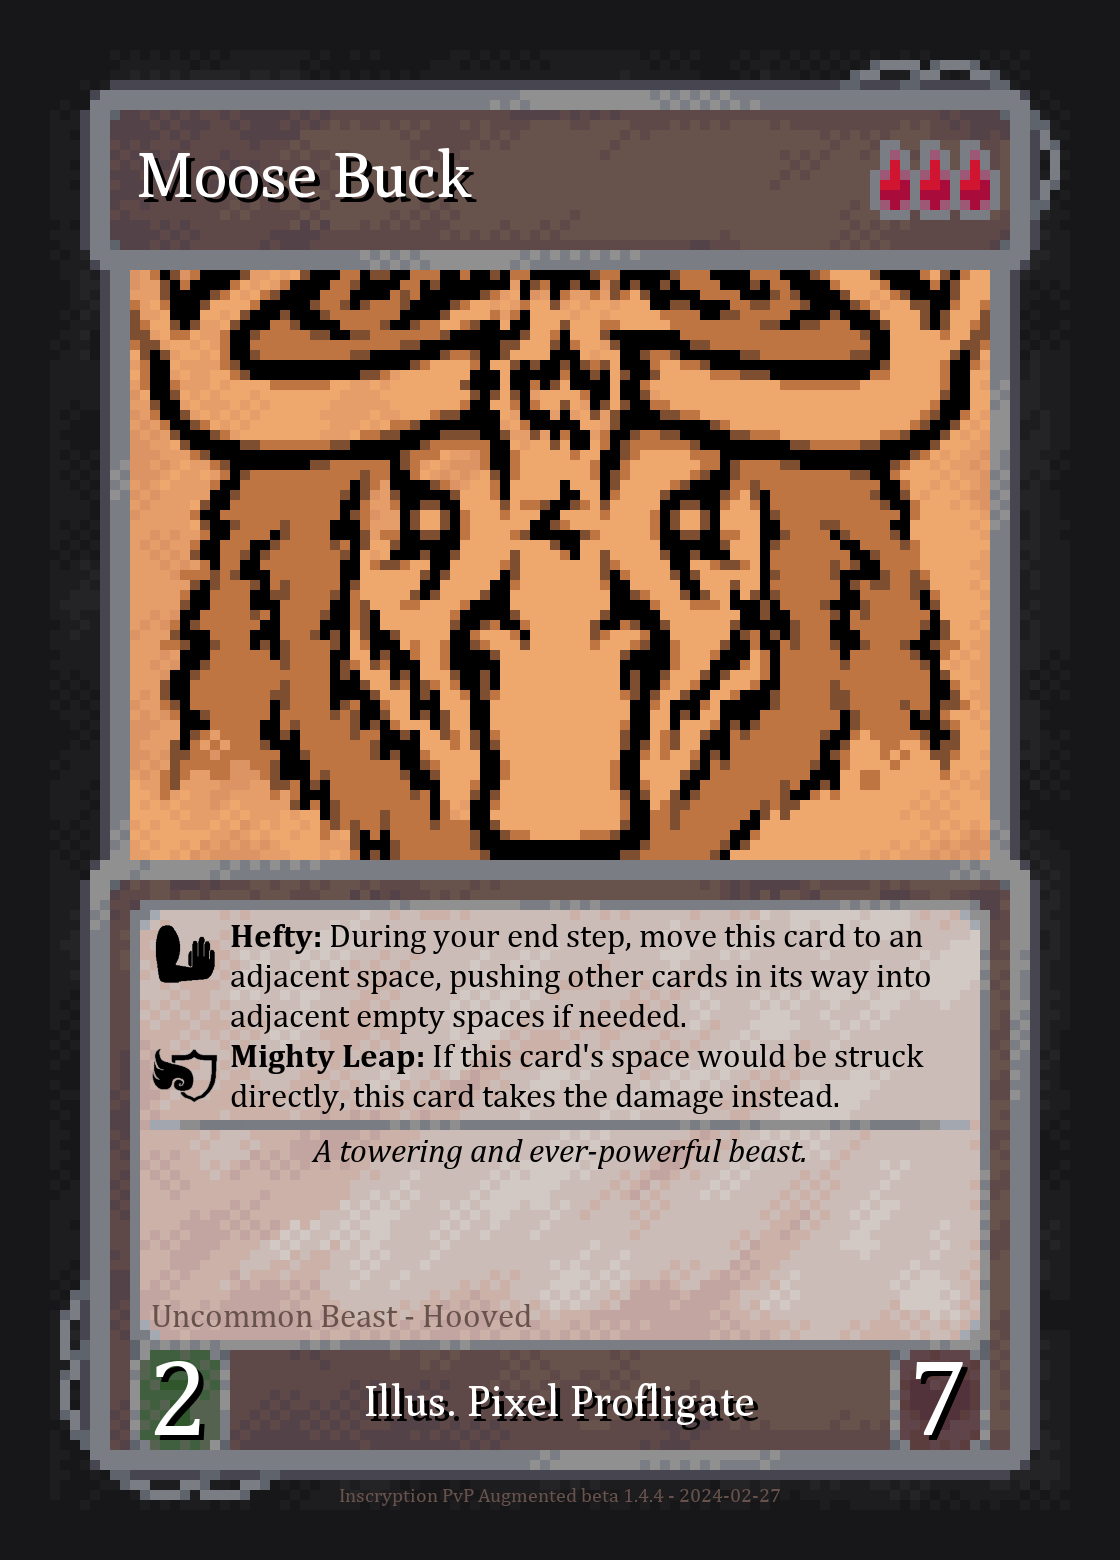 Moose Buck
Hefty: During your end step, move this card to an
adjacent space, pushing other cards in its way into
adjacent empty spaces if needed.
Mighty Leap: If this card's space would be struck
directly, this card takes the damage instead.
A towering and ever-powerful beast.
Uncommon Beast - Hooved
2
Illus. Pixel Profligate
7
Inscryption PvP Augmented beta 1.4.4 - 2024-02-27